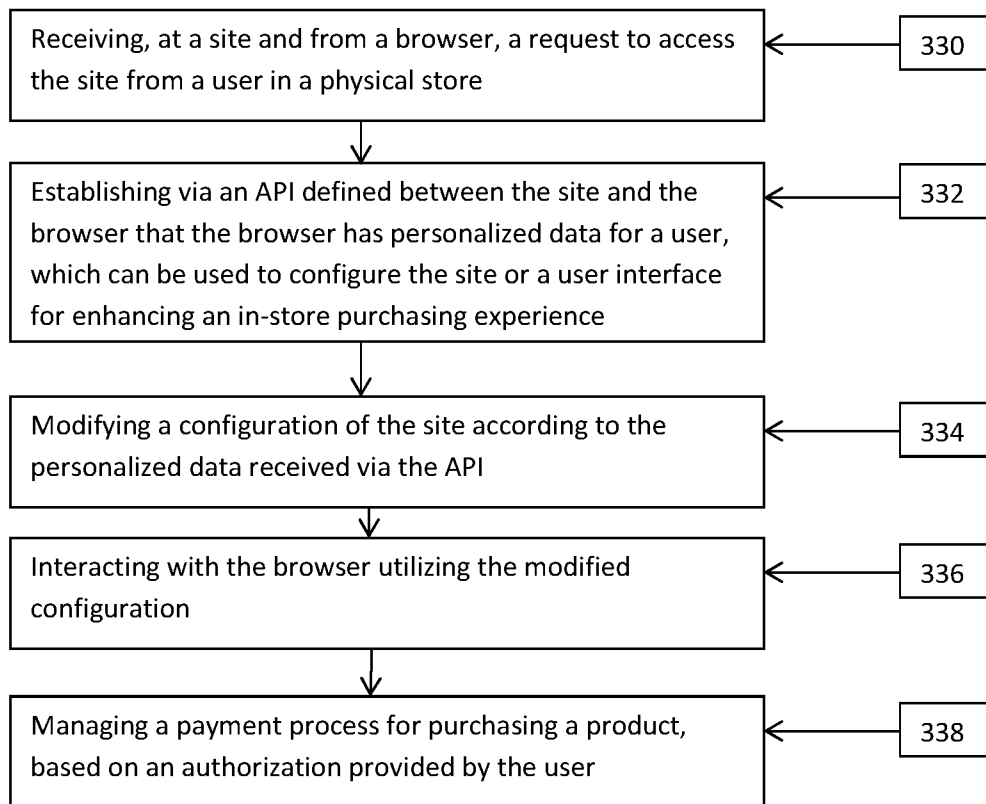 Receiving, at a site and from a browser, a request to access
the site from a user in a physical store
330
Establishing via an API defined between the site and the
browser that the browser has personalized data for a user,
which can be used to configure the site or a user interface
for enhancing an in-store purchasing experience
332
Modifying a configuration of the site according to the
personalized data received via the API
334
Interacting with the browser utilizing the modified
configuration
336
Managing a payment process for purchasing a product,
based on an authorization provided by the user
338